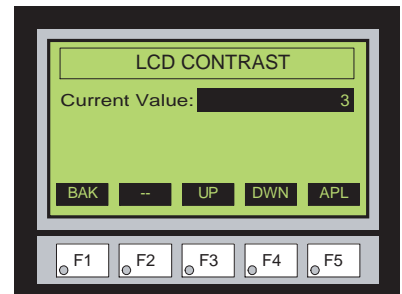 LCD CONTRAST
Current Value: 3
BAK -- UP DWN APL
F1 F2 F3 F4 F5